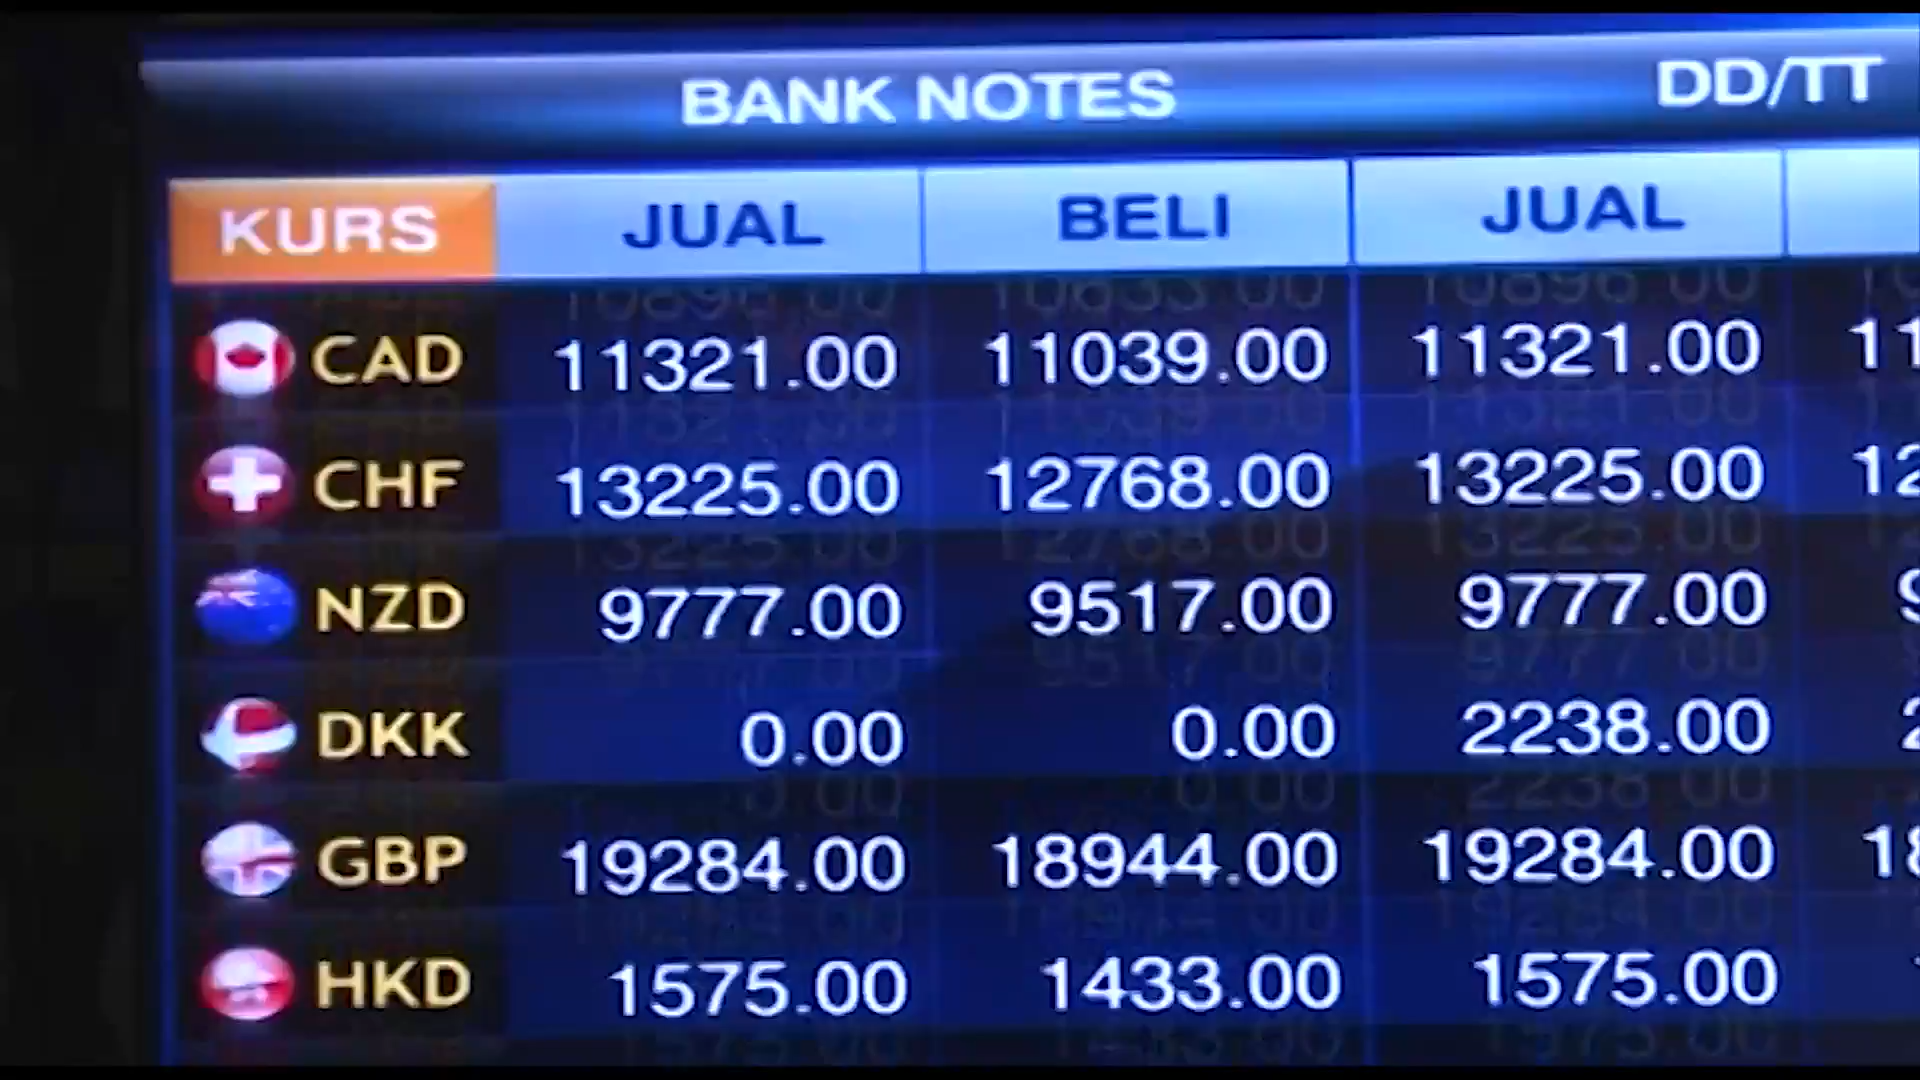 BANK NOTES DD/TT
KURS JUAL BELI JUAL
CAD 11321.00 11039.00 11321.00 11
CHF 13225.00 12768.00 13225.00 12
NZD 9777.00 9517.00 9777.00
DKK 0.00 0.00 2238.00
GBP 19284.00 18944.00 19284.00
HKD 1575.00 1433.00 1575.00